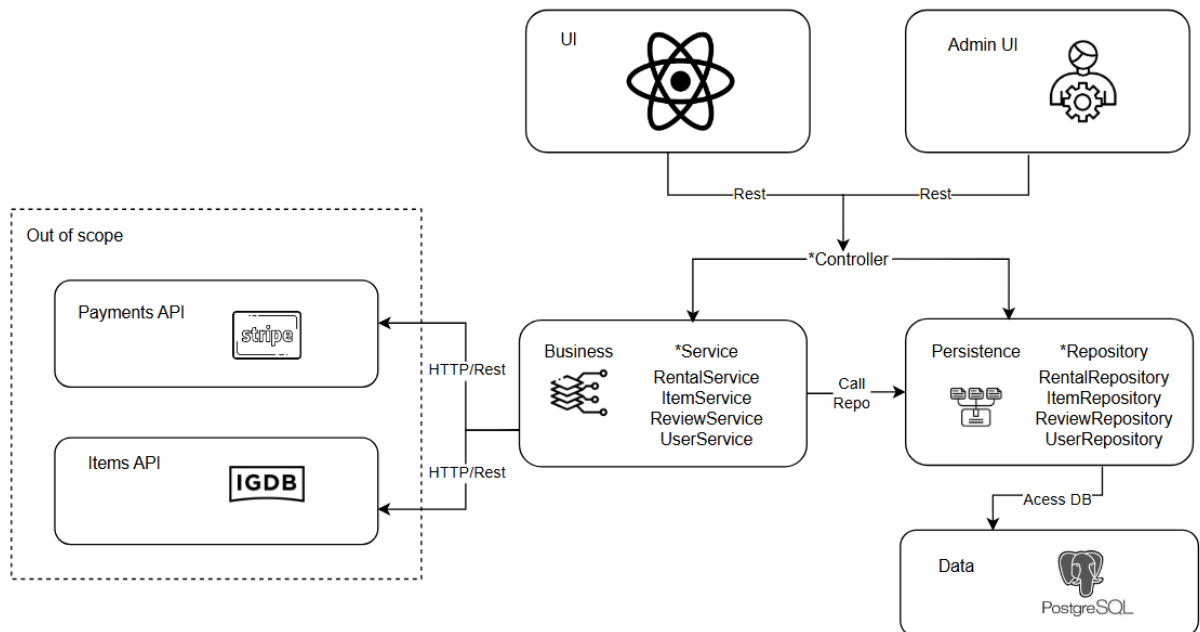 UI
Admin UI
Rest
Rest
*Controller
Out of scope
Payments API
stripe
HTTP/Rest
Items API
IGDB
HTTP/Rest
Business
*Service
RentalService
ItemService
ReviewService
UserService
Call
Repo
Persistence
*Repository
RentalRepository
ItemRepository
ReviewRepository
UserRepository
Acess DB
Data
PostgreSQL